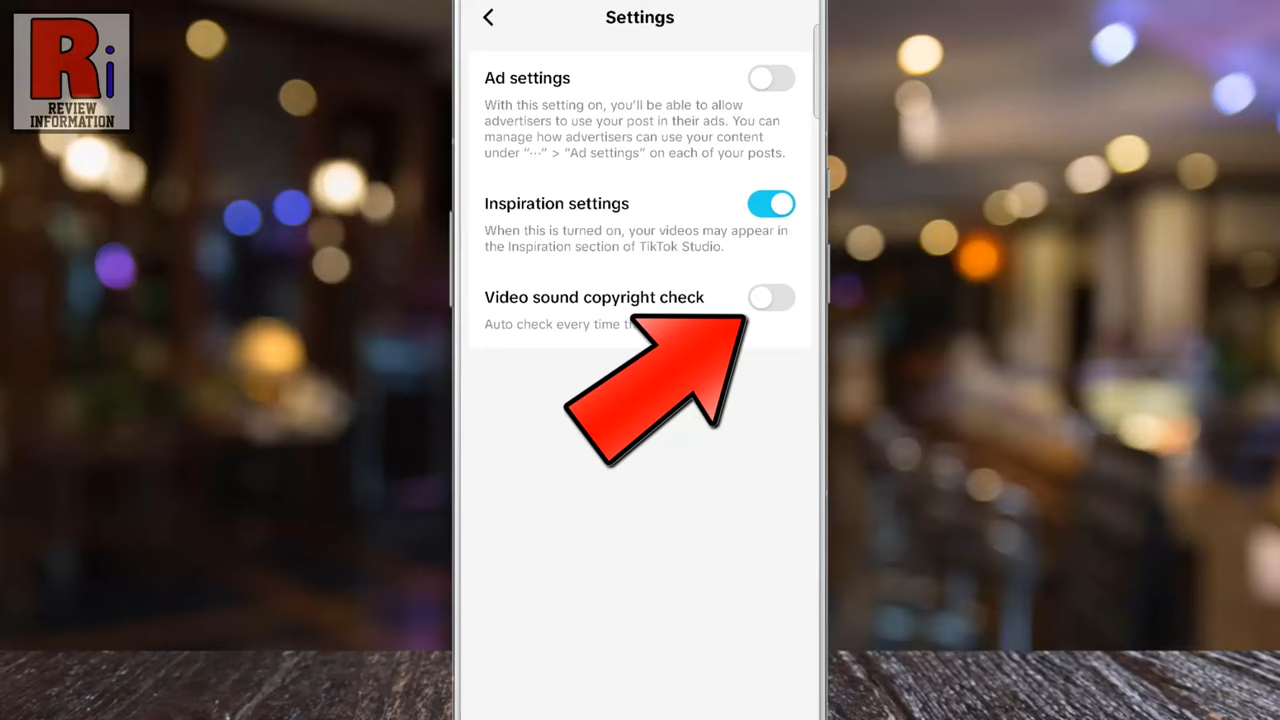 Ri
REVIEW
INFORMATION
Settings
Ad settings
With this setting on, you'll be able to allow
advertisers to use your post in their ads. You can
manage how advertisers can use your content
under "···" > "Ad settings" on each of your posts.
Inspiration settings
When this is turned on, your videos may appear in
the Inspiration section of TikTok Studio.
Video sound copyright check
Auto check every time